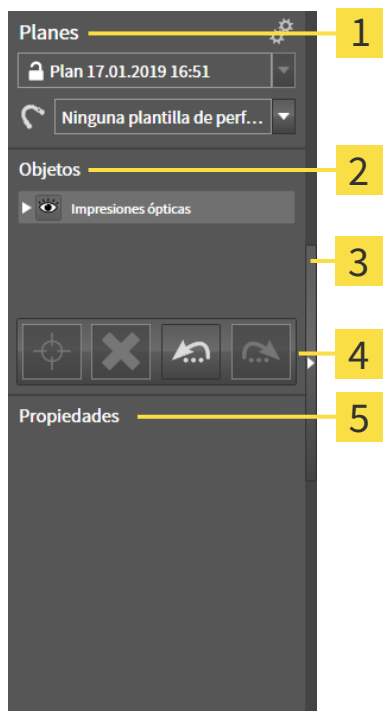 Planes
1
Plan 17.01.2019 16:51
Ninguna plantilla de perf...
Objetos
2
Impresiones ópticas
3
4
Propiedades
5